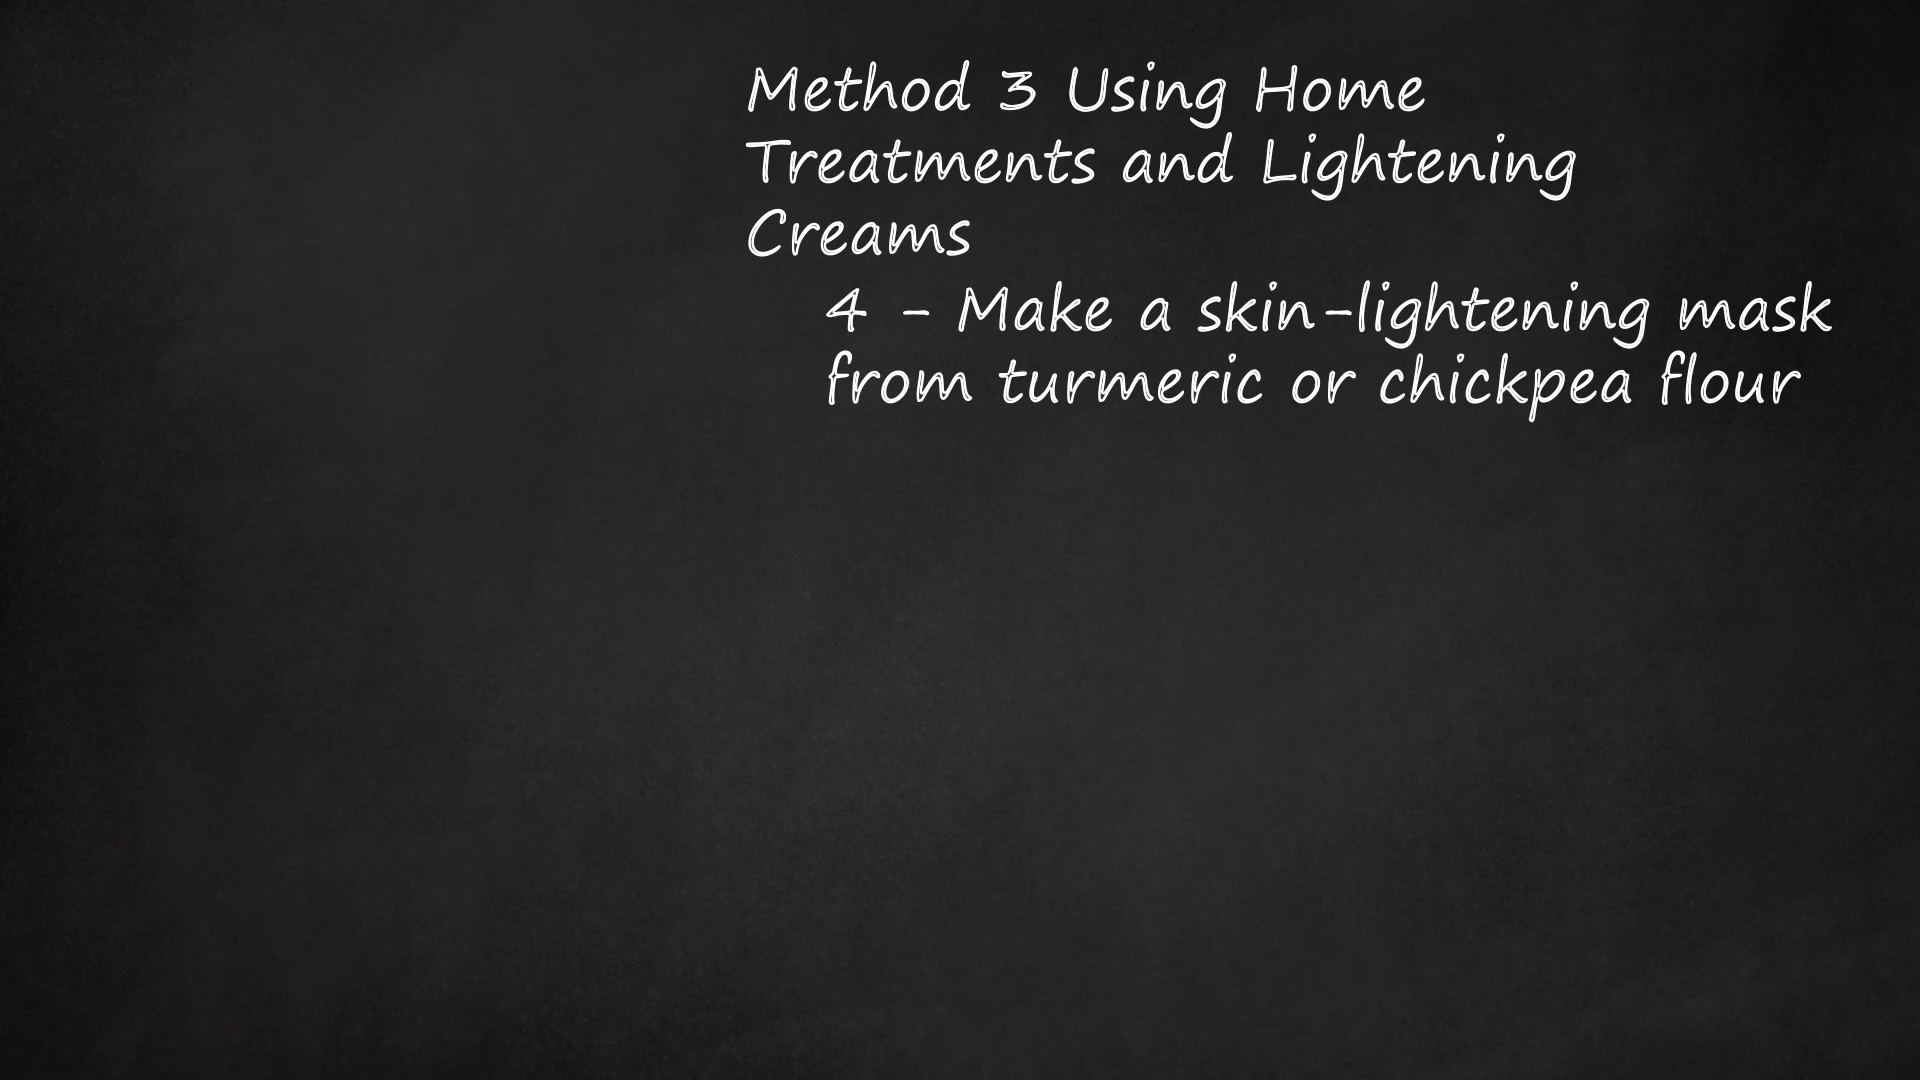 Method 3 Using Home
Treatments and Lightening
Creams
4 - Make a skin-lightening mask
from turmeric or chickpea flour